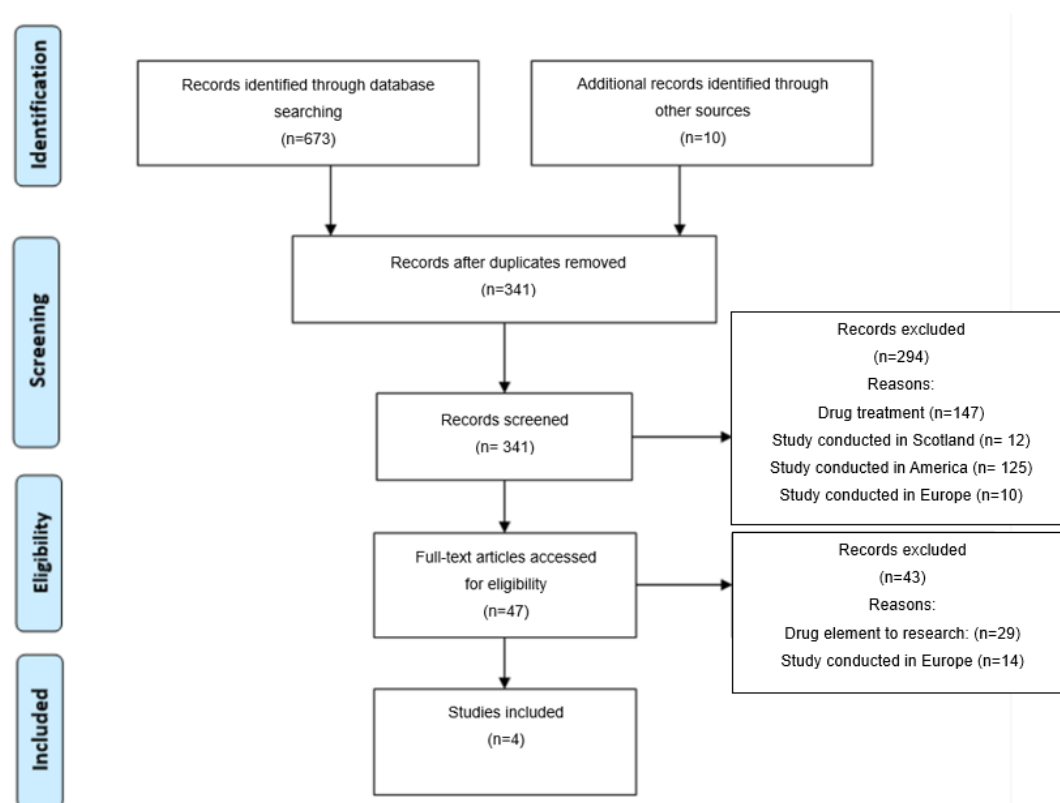 Identification
Records identified through database
searching
(n=673)
Additional records identified through
other sources
(n=10)
Screening
Records after duplicates removed
(n=341)
Records screened
(n= 341)
Records excluded
(n=294)
Reasons:
Drug treatment (n=147)
Study conducted in Scotland (n= 12)
Study conducted in America (n= 125)
Study conducted in Europe (n=10)
Eligibility
Full-text articles accessed
for eligibility
(n=47)
Records excluded
(n=43)
Reasons:
Drug element to research: (n=29)
Study conducted in Europe (n=14)
Included
Studies included
(n=4)